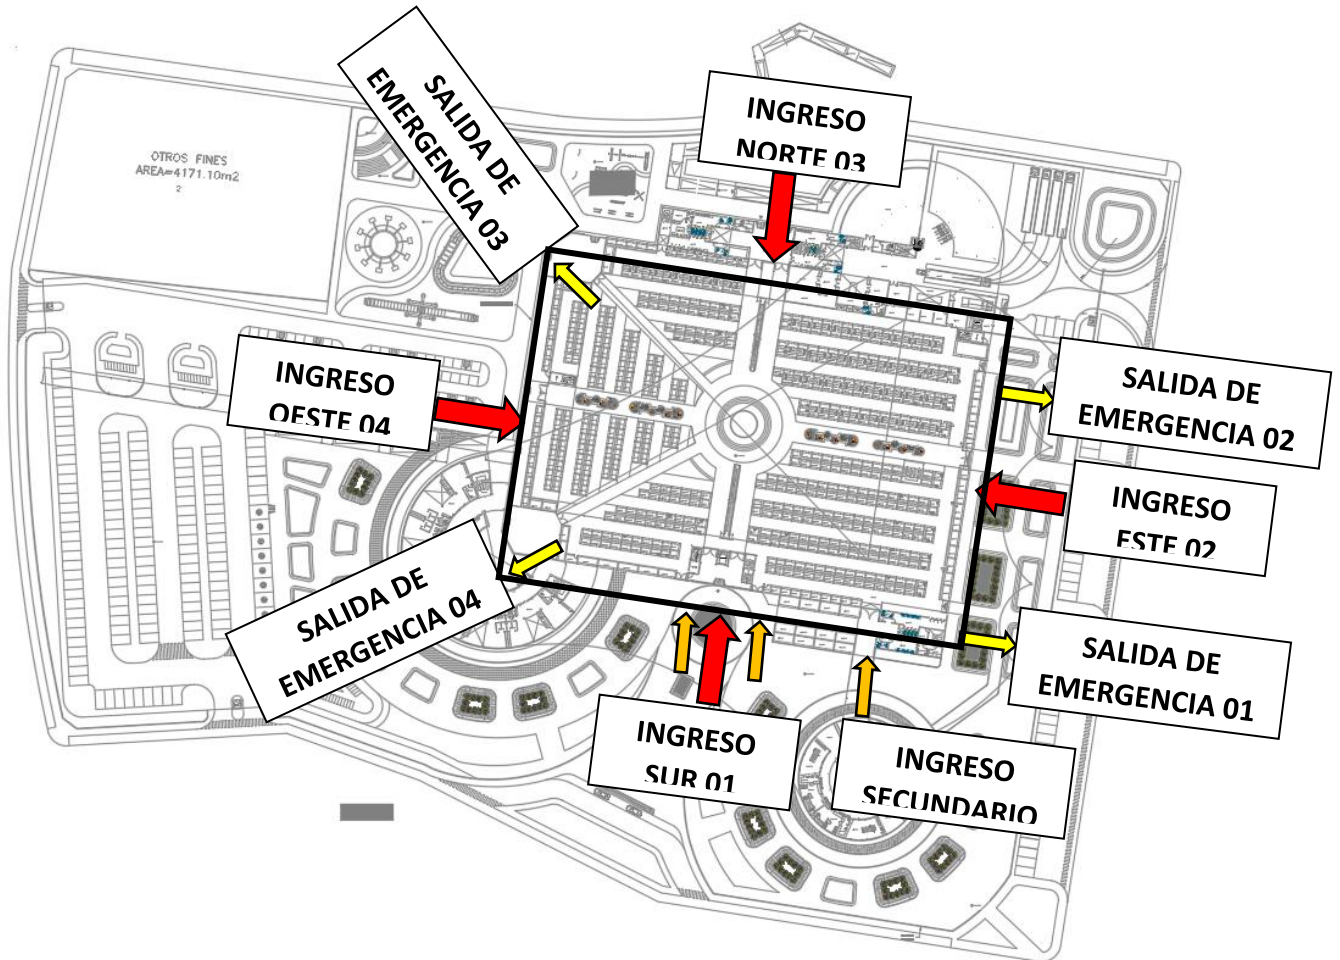 SALIDA DE
EMERGENCIA 03
INGRESO
NORTE 03
OTROS FINES
AREA=4171.10m2
2
INGRESO
OESTE 04
SALIDA DE
EMERGENCIA 02
INGRESO
ESTE 02
SALIDA DE
EMERGENCIA 04
SALIDA DE
EMERGENCIA 01
INGRESO
SUR 01
INGRESO
SECUNDARIO